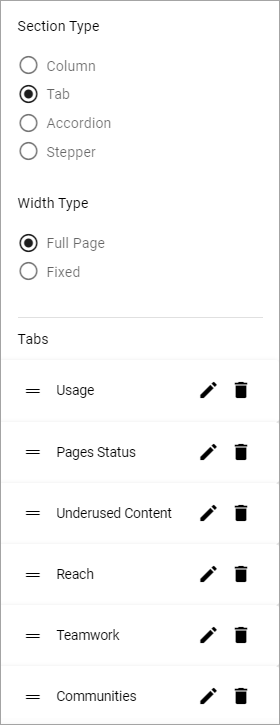 Section Type
Column
Tab
Accordion
Stepper
Width Type
Full Page
Fixed
Tabs
Usage
Pages Status
Underused Content
Reach
Teamwork
Communities